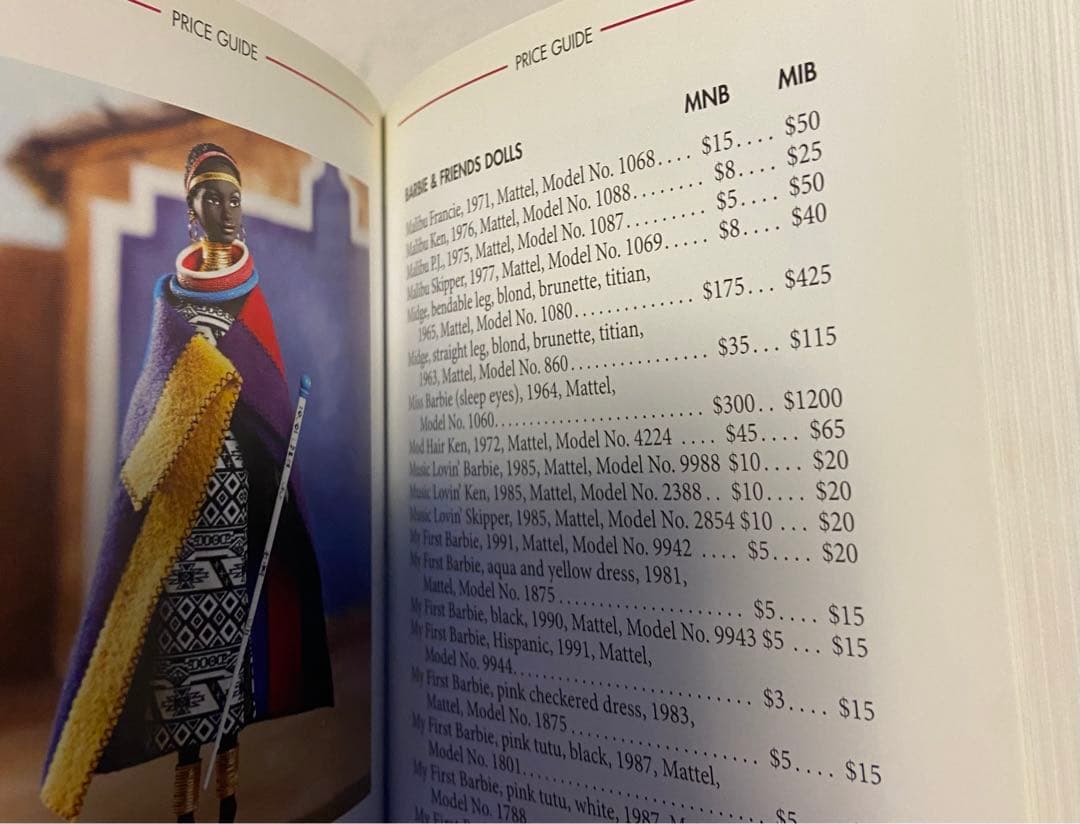 PRICE GUIDE
PRICE GUIDE
MNB MIB
BARBIE & FRIENDS DOLLS
Malibu Francie, 1971, Mattel, Model No. 1068.... $15.... $50
Malibu Ken, 1976, Mattel, Model No. 1088........ $8.... $25
Malibu P.J., 1975, Mattel, Model No. 1087......... $5.... $50
Malibu Skipper, 1977, Mattel, Model No. 1069..... $8.... $40
Midge, bendable leg, blond, brunette, titian,
1965, Mattel, Model No. 1080............. $175... $425
Midge, straight leg, blond, brunette, titian,
1963, Mattel, Model No. 860............... $35... $115
Miss Barbie (sleep eyes), 1964, Mattel,
Model No. 1060........................ $300.. $1200
Mod Hair Ken, 1972, Mattel, Model No. 4224 .... $45.... $65
Music Lovin' Barbie, 1985, Mattel, Model No. 9988 $10.... $20
Music Lovin' Ken, 1985, Mattel, Model No. 2388.. $10.... $20
Music Lovin' Skipper, 1985, Mattel, Model No. 2854 $10 ... $20
My First Barbie, 1991, Mattel, Model No. 9942 .... $5.... $20
My First Barbie, aqua and yellow dress, 1981,
Mattel, Model No. 1875..................... $5.... $15
My First Barbie, black, 1990, Mattel, Model No. 9943 $5 ... $15
My First Barbie, Hispanic, 1991, Mattel,
Model No. 9944........................... $3.... $15
My First Barbie, pink checkered dress, 1983,
Mattel, Model No. 1875..................... $5.... $15
My First Barbie, pink tutu, black, 1987, Mattel,
Model No. 1801........................... $5
My First Barbie, pink tutu, white, 1987
Model No. 1788
My First